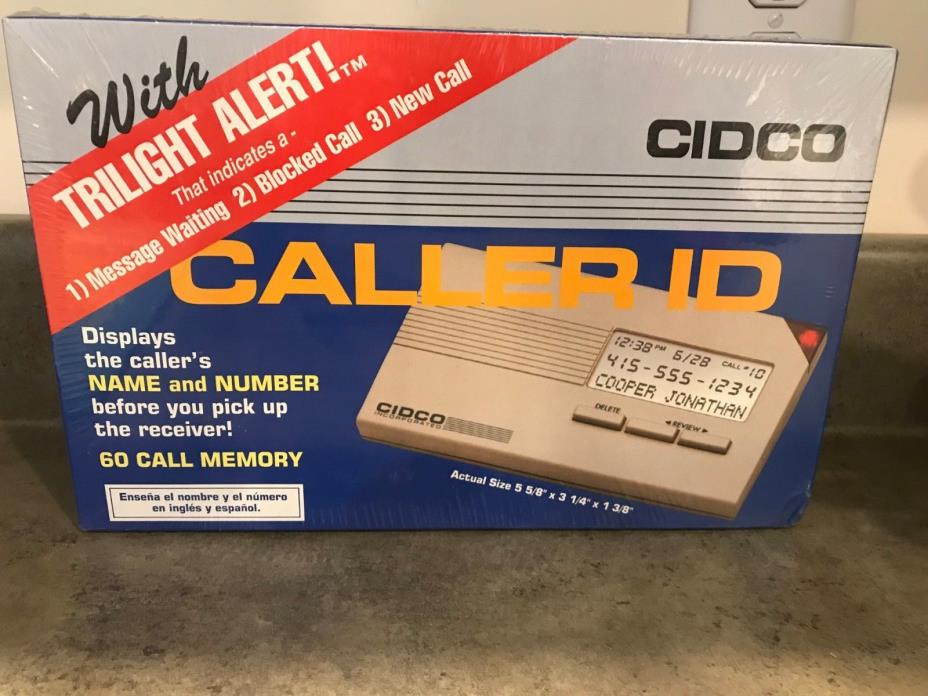 With
TRILIGHT ALERT!™
That indicates a -
1) Message Waiting 2) Blocked Call 3) New Call
CIDCO
CALLER ID
Displays
the caller's
NAME and NUMBER
before you pick up
the receiver!
60 CALL MEMORY
Enseña el nombre y el número
en inglés y español.
12:38 PM 6/28 CALL#10
415-555-1234
COOPER JONATHAN
DELETE
◄REVIEW►
CIDCO
INCORPORATED
Actual Size 5 5/8" x 3 1/4" x 1 3/8"